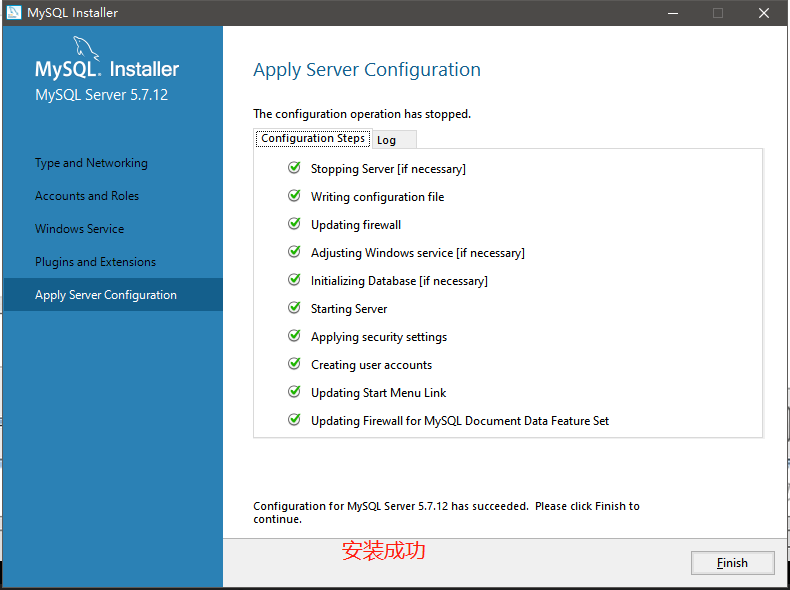 MySQL Installer
MySQL. Installer
MySQL Server 5.7.12
Type and Networking
Accounts and Roles
Windows Service
Plugins and Extensions
Apply Server Configuration
Apply Server Configuration
The configuration operation has stopped.
Configuration Steps
Log
Stopping Server [if necessary]
Writing configuration file
Updating firewall
Adjusting Windows service [if necessary]
Initializing Database [if necessary]
Starting Server
Applying security settings
Creating user accounts
Updating Start Menu Link
Updating Firewall for MySQL Document Data Feature Set
Configuration for MySQL Server 5.7.12 has succeeded. Please click Finish to
continue.
安装成功
Finish